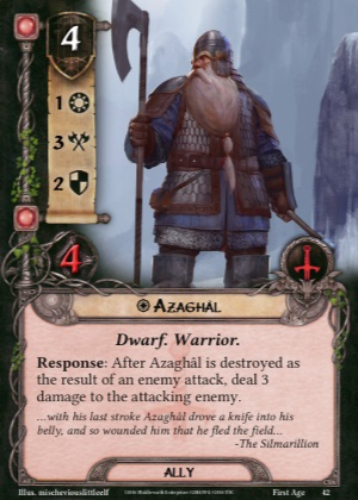 4
1
3
2
4
Azaghâl
Dwarf. Warrior.
Response: After Azaghâl is destroyed as
the result of an enemy attack, deal 3
damage to the attacking enemy.
...with his last stroke Azaghâl drove a knife into his
belly, and so wounded him that he fled the field...
-The Silmarillion
ALLY
Illus. mischeviouslittleelf
First Age
42